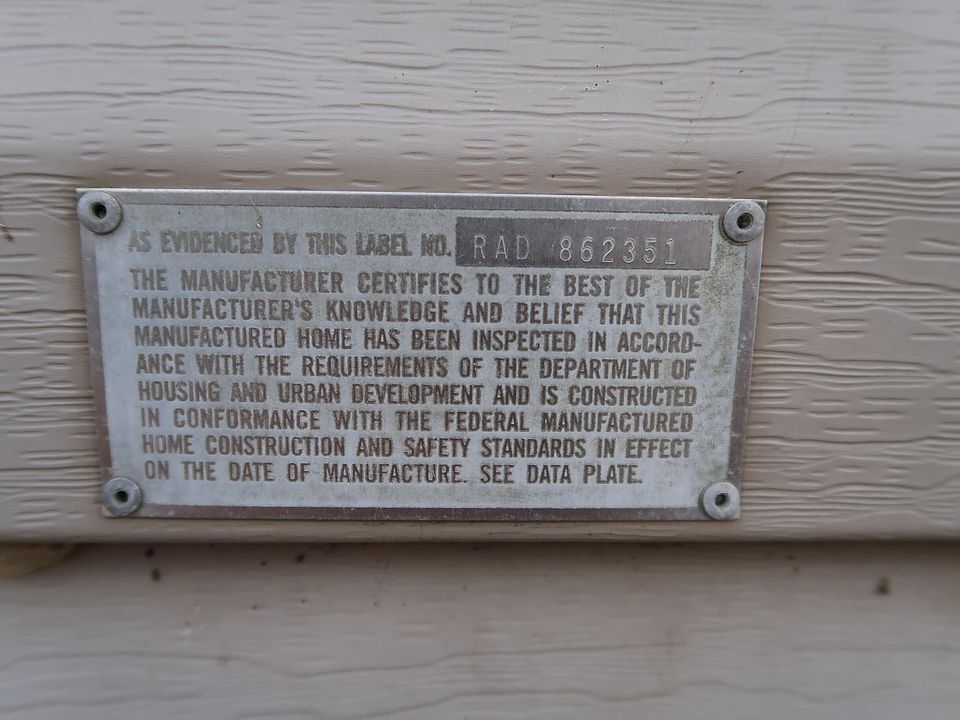 AS EVIDENCED BY THIS LABEL NO. RAD 862351
THE MANUFACTURER CERTIFIES TO THE BEST OF THE
MANUFACTURER'S KNOWLEDGE AND BELIEF THAT THIS
MANUFACTURED HOME HAS BEEN INSPECTED IN ACCORD-
ANCE WITH THE REQUIREMENTS OF THE DEPARTMENT OF
HOUSING AND URBAN DEVELOPMENT AND IS CONSTRUCTED
IN CONFORMANCE WITH THE FEDERAL MANUFACTURED
HOME CONSTRUCTION AND SAFETY STANDARDS IN EFFECT
ON THE DATE OF MANUFACTURE. SEE DATA PLATE.